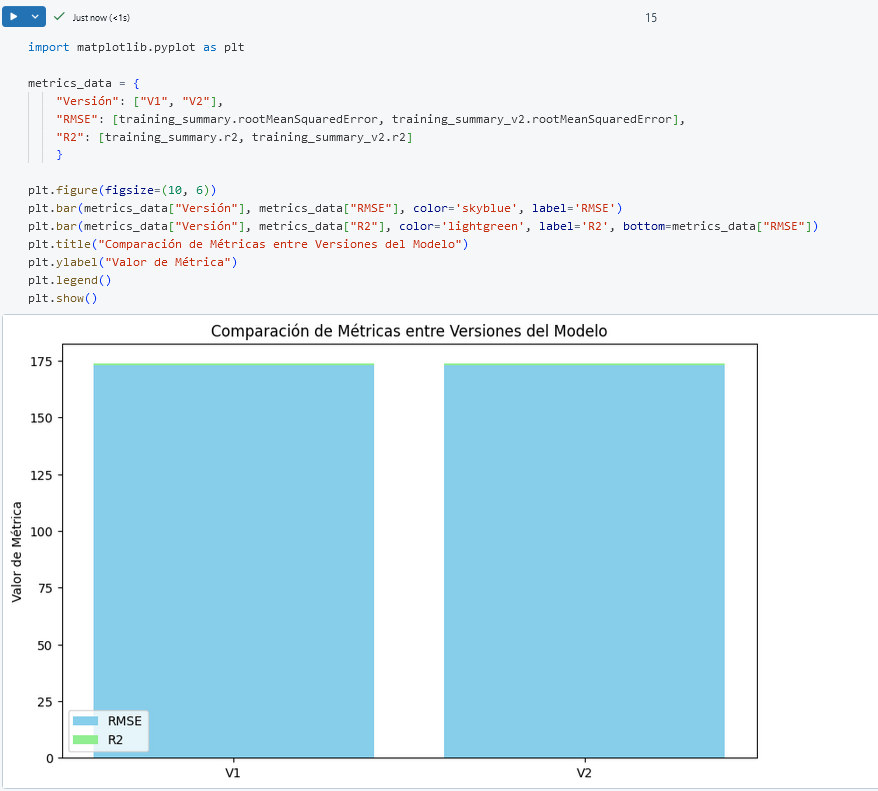 Just now (<1s)
15
import matplotlib.pyplot as plt
metrics_data = {
"Versión": ["V1", "V2"],
"RMSE": [training_summary.rootMeanSquaredError, training_summary_v2.rootMeanSquaredError],
"R2": [training_summary.r2, training_summary_v2.r2]
}
plt.figure(figsize=(10, 6))
plt.bar(metrics_data["Versión"], metrics_data["RMSE"], color='skyblue', label='RMSE')
plt.bar(metrics_data["Versión"], metrics_data["R2"], color='lightgreen', label='R2', bottom=metrics_data["RMSE"])
plt.title("Comparación de Métricas entre Versiones del Modelo")
plt.ylabel("Valor de Métrica")
plt.legend()
plt.show()
Comparación de Métricas entre Versiones del Modelo
Valor de Métrica
175
150
125
100
75
50
25
0
RMSE
R2
V1
V2